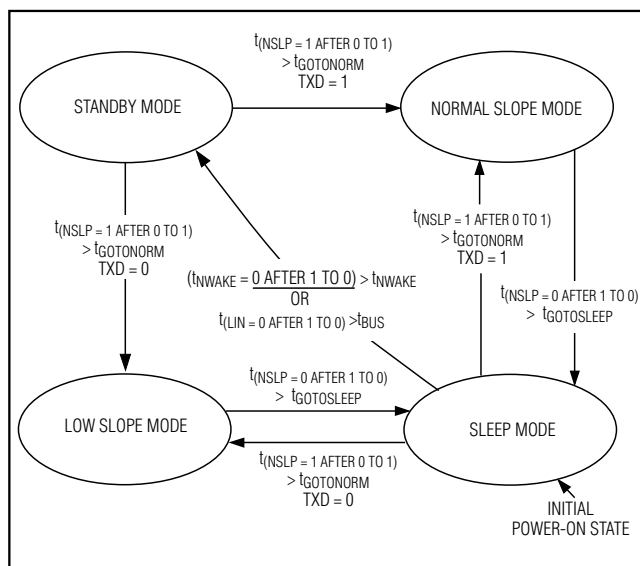 t(NSLP = 1 AFTER 0 TO 1)
> tGOTONORM
TXD = 1
STANDBY MODE
NORMAL SLOPE MODE
t(NSLP = 1 AFTER 0 TO 1)
> tGOTONORM
TXD = 0
t(NSLP = 1 AFTER 0 TO 1)
> tGOTONORM
TXD = 1
(tNWAKE = 0 AFTER 1 TO 0) > tNWAKE
OR
t(LIN = 0 AFTER 1 TO 0) >tBUS
t(NSLP = 0 AFTER 1 TO 0)
> tGOTOSLEEP
t(NSLP = 0 AFTER 1 TO 0)
> tGOTOSLEEP
LOW SLOPE MODE
SLEEP MODE
t(NSLP = 1 AFTER 0 TO 1)
> tGOTONORM
TXD = 0
INITIAL
POWER-ON STATE